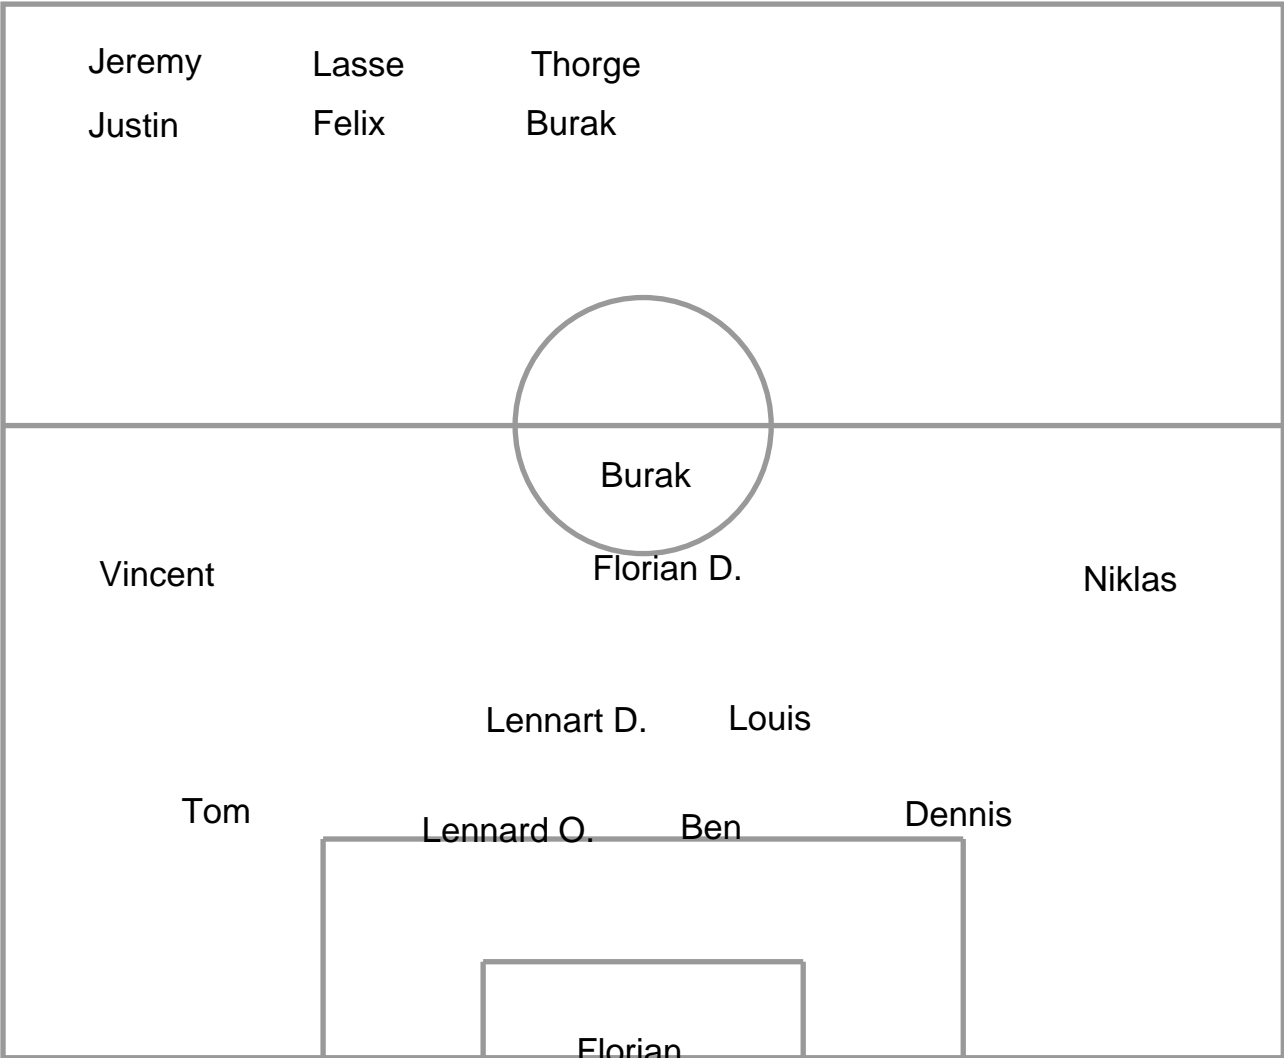 Jeremy Lasse Thorge
Justin Felix Burak
Burak
Vincent Florian D. Niklas
Lennart D. Louis
Tom Lennard O. Ben Dennis
Florian